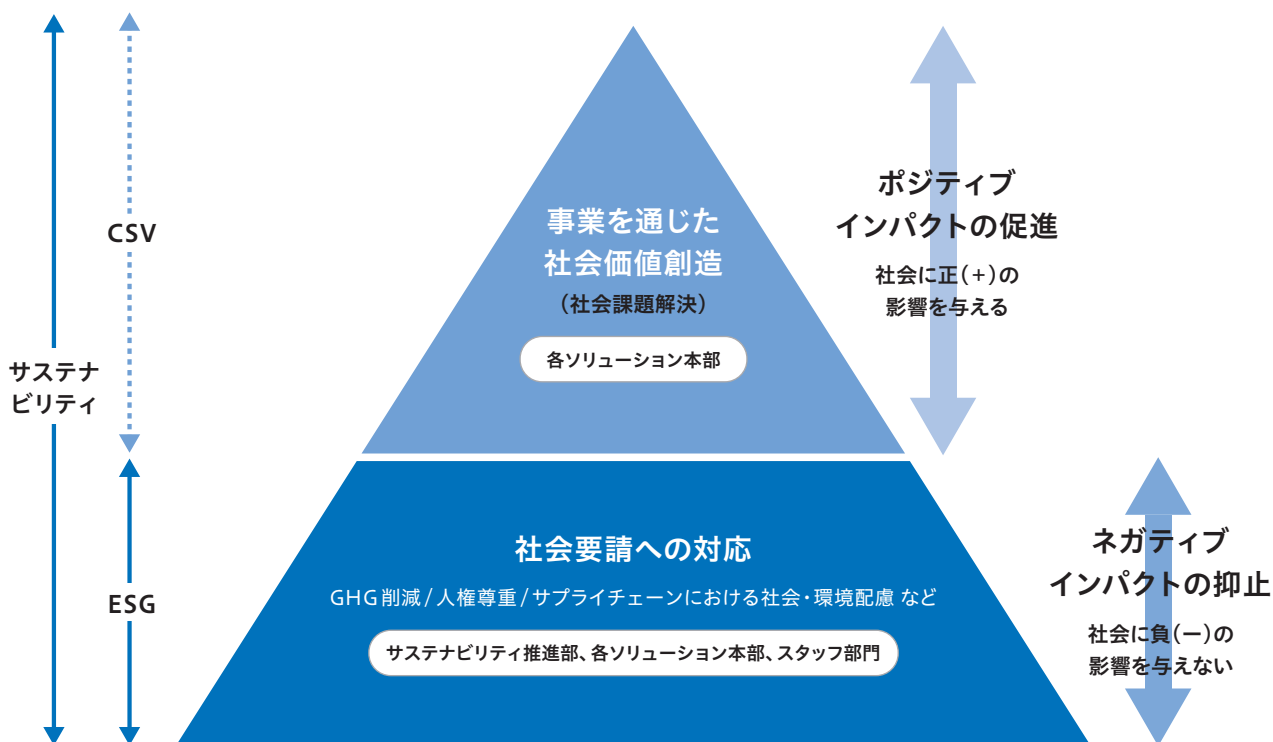 サステナ
ビリティ
CSV
ESG
事業を通じた
社会価値創造
（社会課題解決）
各ソリューション本部
社会要請への対応
GHG削減/人権尊重/サプライチェーンにおける社会・環境配慮 など
サステナビリティ推進部、各ソリューション本部、スタッフ部門
ポジティブ
インパクトの促進
社会に正（+）の
影響を与える
ネガティブ
インパクトの抑止
社会に負（ー）の
影響を与えない